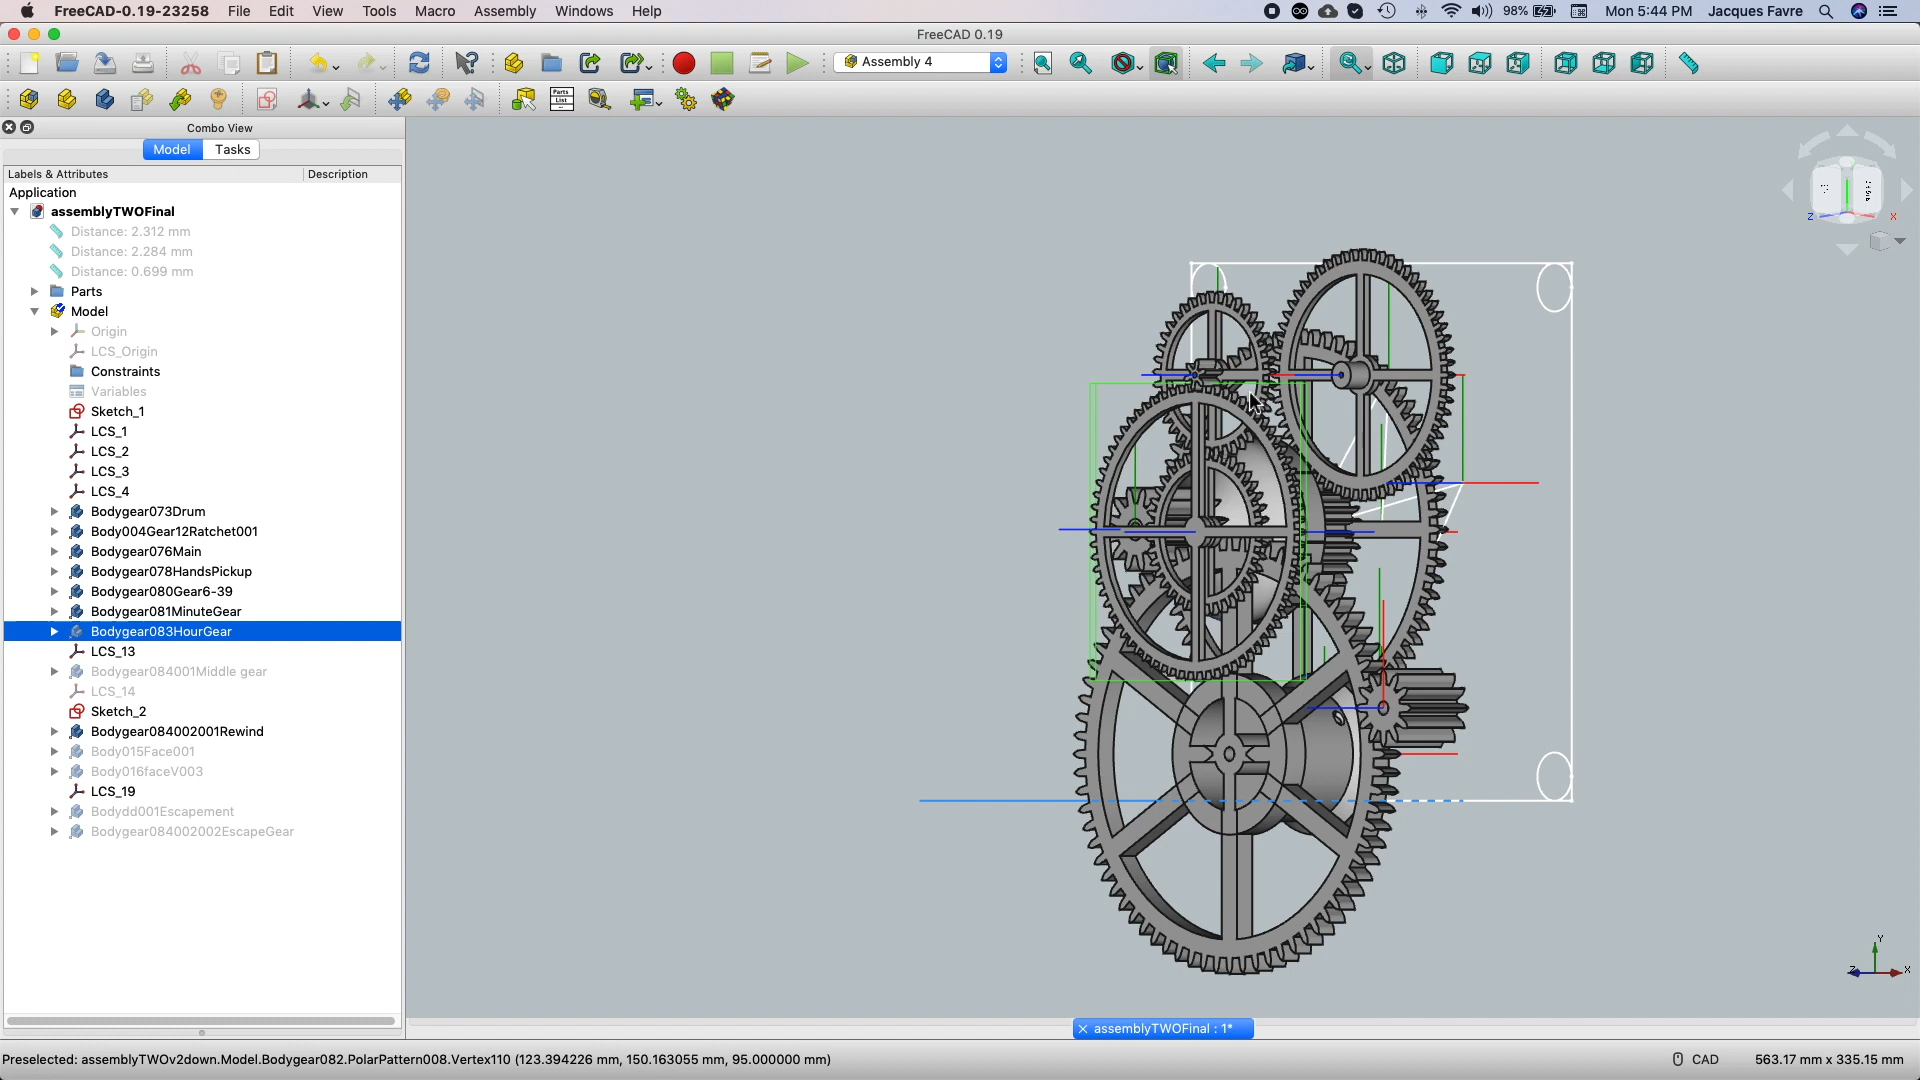 FreeCAD-0.19-23258 File Edit View Tools Macro Assembly Windows Help 98% Mon 5:44 PM Jacques Favre
FreeCAD 0.19
Assembly 4
Parts List
Combo View
Model Tasks
Labels & Attributes Description
Application
assemblyTWOFinal
Distance: 2.312 mm
Distance: 2.284 mm
Distance: 0.699 mm
Parts
Model
Origin
LCS_Origin
Constraints
Variables
Sketch_1
LCS_1
LCS_2
LCS_3
LCS_4
Bodygear073Drum
Body004Gear12Ratchet001
Bodygear076Main
Bodygear078HandsPickup
Bodygear080Gear6-39
Bodygear081MinuteGear
Bodygear083HourGear
LCS_13
Bodygear084001Middle gear
LCS_14
Sketch_2
Bodygear084002001Rewind
Body015Face001
Body016faceV003
LCS_19
Bodydd001Escapement
Bodygear084002002EscapeGear
Z X
Y
Z X
assemblyTWOFinal : 1*
Preselected: assemblyTWOv2down.Model.Bodygear082.PolarPattern008.Vertex110 (123.394226 mm, 150.163055 mm, 95.000000 mm) CAD 563.17 mm x 335.15 mm